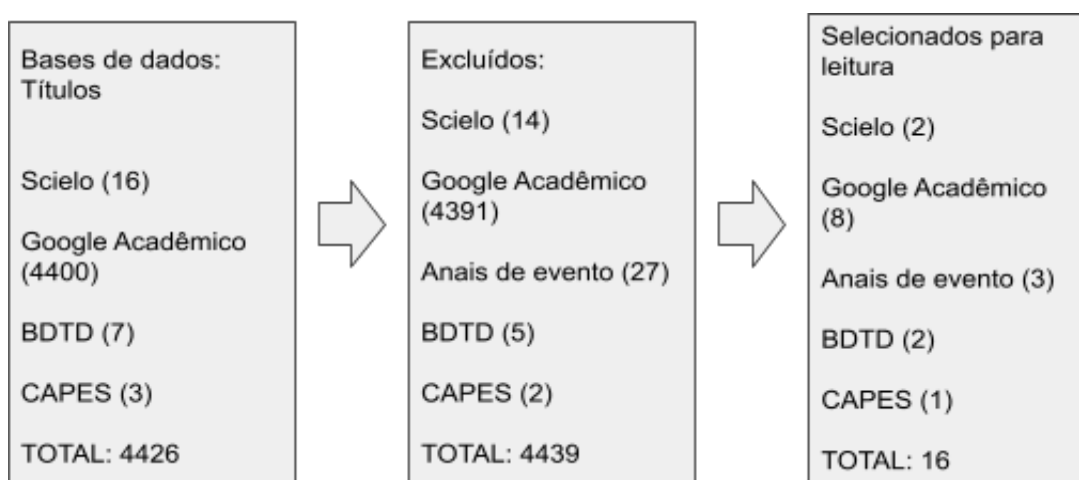 Bases de dados:
Títulos
Scielo (16)
Google Acadêmico
(4400)
BDTD (7)
CAPES (3)
TOTAL: 4426
Excluídos:
Scielo (14)
Google Acadêmico
(4391)
Anais de evento (27)
BDTD (5)
CAPES (2)
TOTAL: 4439
Selecionados para
leitura
Scielo (2)
Google Acadêmico
(8)
Anais de evento (3)
BDTD (2)
CAPES (1)
TOTAL: 16